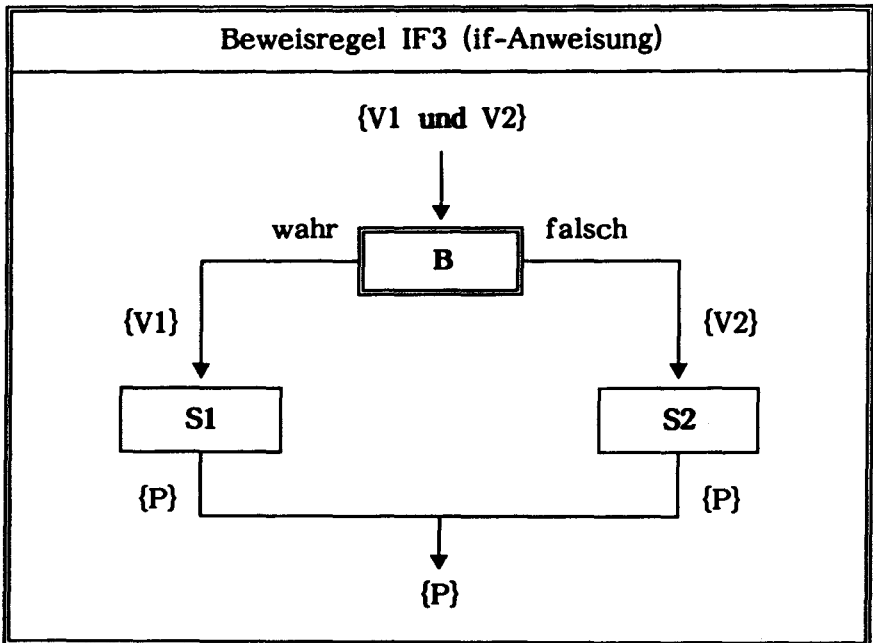 Beweisregel IF3 (if-Anweisung)
{V1 und V2}
wahr
falsch
B
{V1}
{V2}
S1
S2
{P}
{P}
{P}